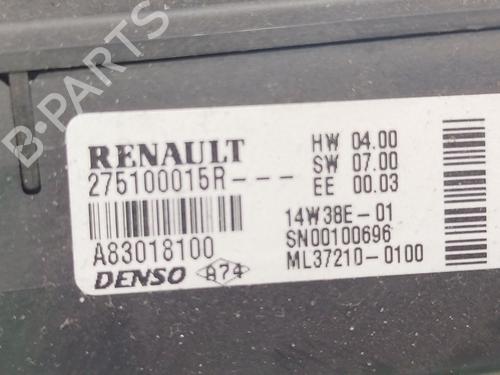 RENAULT
275100015R---
A83018100
DENSO A74
HW 04.00
SW 07.00
EE 00.03
14W38E-01
SN00100696
ML37210-0100
B-PARTS